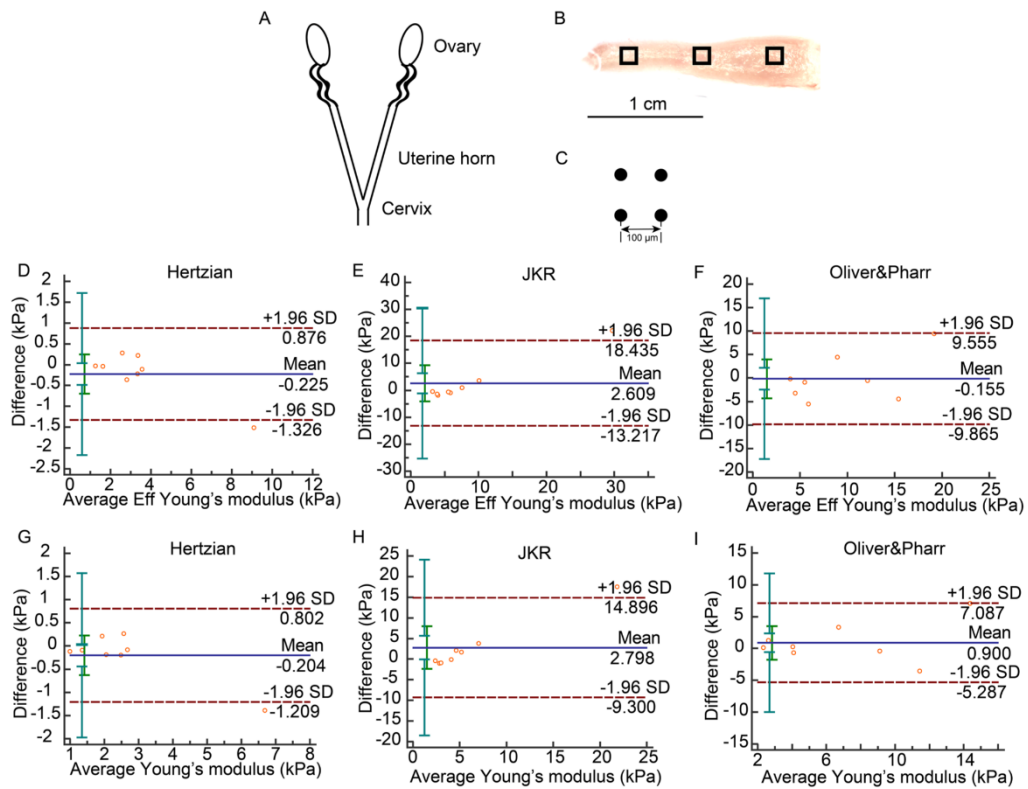 A
Ovary
Uterine horn
Cervix
B
1 cm
C
100 µm
D
Hertzian
Difference (kPa)
2
1.5
1
0.5
0
-0.5
-1
-1.5
-2
-2.5
+1.96 SD
0.876
Mean
-0.225
-1.96 SD
-1.326
0 2 4 6 8 10 12
Average Eff Young's modulus (kPa)
E
JKR
Difference (kPa)
40
30
20
10
0
-10
-20
-30
+1.96 SD
18.435
Mean
2.609
-1.96 SD
-13.217
0 10 20 30
Average Eff Young's modulus (kPa)
F
Oliver&Pharr
Difference (kPa)
20
15
10
5
0
-5
-10
-15
-20
+1.96 SD
9.555
Mean
-0.155
-1.96 SD
-9.865
0 5 10 15 20 25
Average Eff Young's modulus (kPa)
G
Hertzian
Difference (kPa)
2
1.5
1
0.5
0
-0.5
-1
-1.5
-2
+1.96 SD
0.802
Mean
-0.204
-1.96 SD
-1.209
1 2 3 4 5 6 7 8
Average Young's modulus (kPa)
H
JKR
Difference (kPa)
25
20
15
10
5
0
-5
-10
-15
-20
+1.96 SD
14.896
Mean
2.798
-1.96 SD
-9.300
0 5 10 15 20 25
Average Young's modulus (kPa)
I
Oliver&Pharr
Difference (kPa)
15
10
5
0
-5
-10
-15
+1.96 SD
7.087
Mean
0.900
-1.96 SD
-5.287
2 4 6 8 10 12 14
Average Young's modulus (kPa)